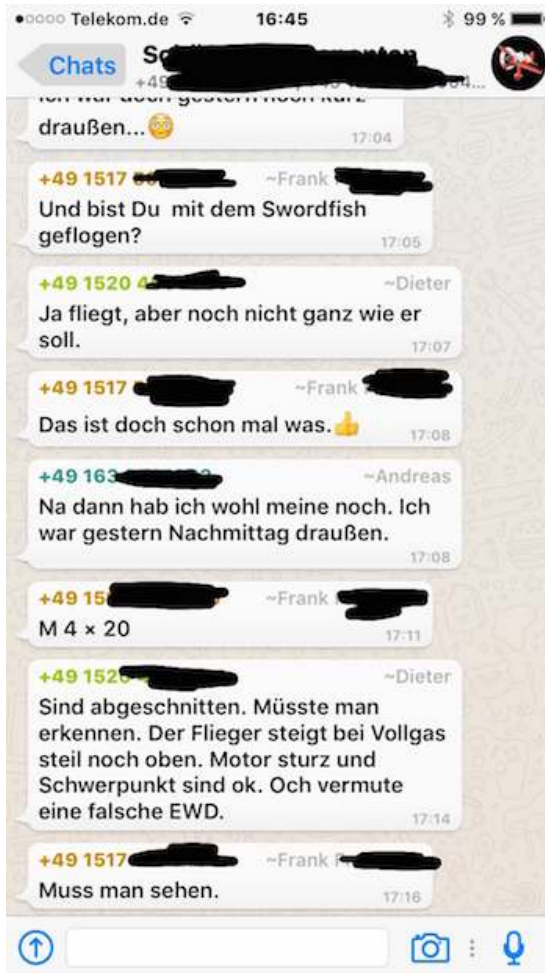 Telekom.de 16:45 99 %
Chats
+49
draußen...😳
17:04
+49 1517 ~Frank
Und bist Du mit dem Swordfish
geflogen?
17:05
+49 1520 4 ~Dieter
Ja fliegt, aber noch nicht ganz wie er
soll.
17:07
+49 1517 ~Frank
Das ist doch schon mal was.👍
17:08
+49 163 ~Andreas
Na dann hab ich wohl meine noch. Ich
war gestern Nachmittag draußen.
17:08
+49 15 ~Frank
M 4 × 20
17:11
+49 152 ~Dieter
Sind abgeschnitten. Müsste man
erkennen. Der Flieger steigt bei Vollgas
steil noch oben. Motor sturz und
Schwerpunkt sind ok. Och vermute
eine falsche EWD.
17:14
+49 1517 ~Frank
Muss man sehen.
17:16